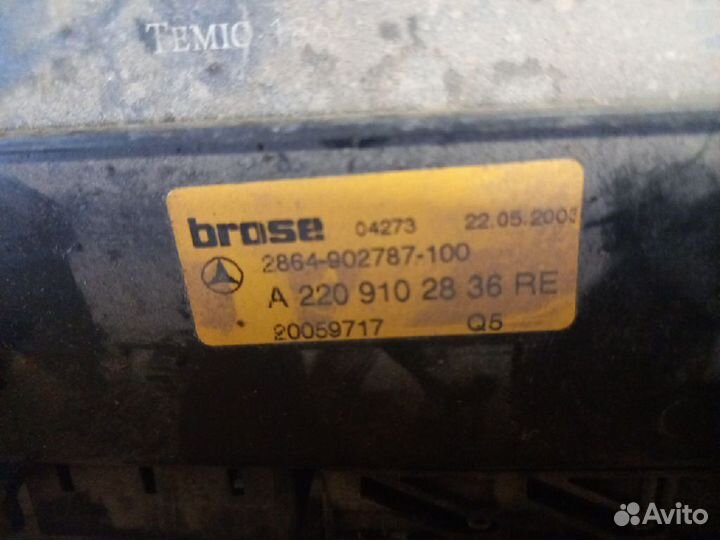 TEMIC
brose 04273 22.05.2003
2864-902787-100
A 220 910 28 36 RE
20059717 Q5
Avito